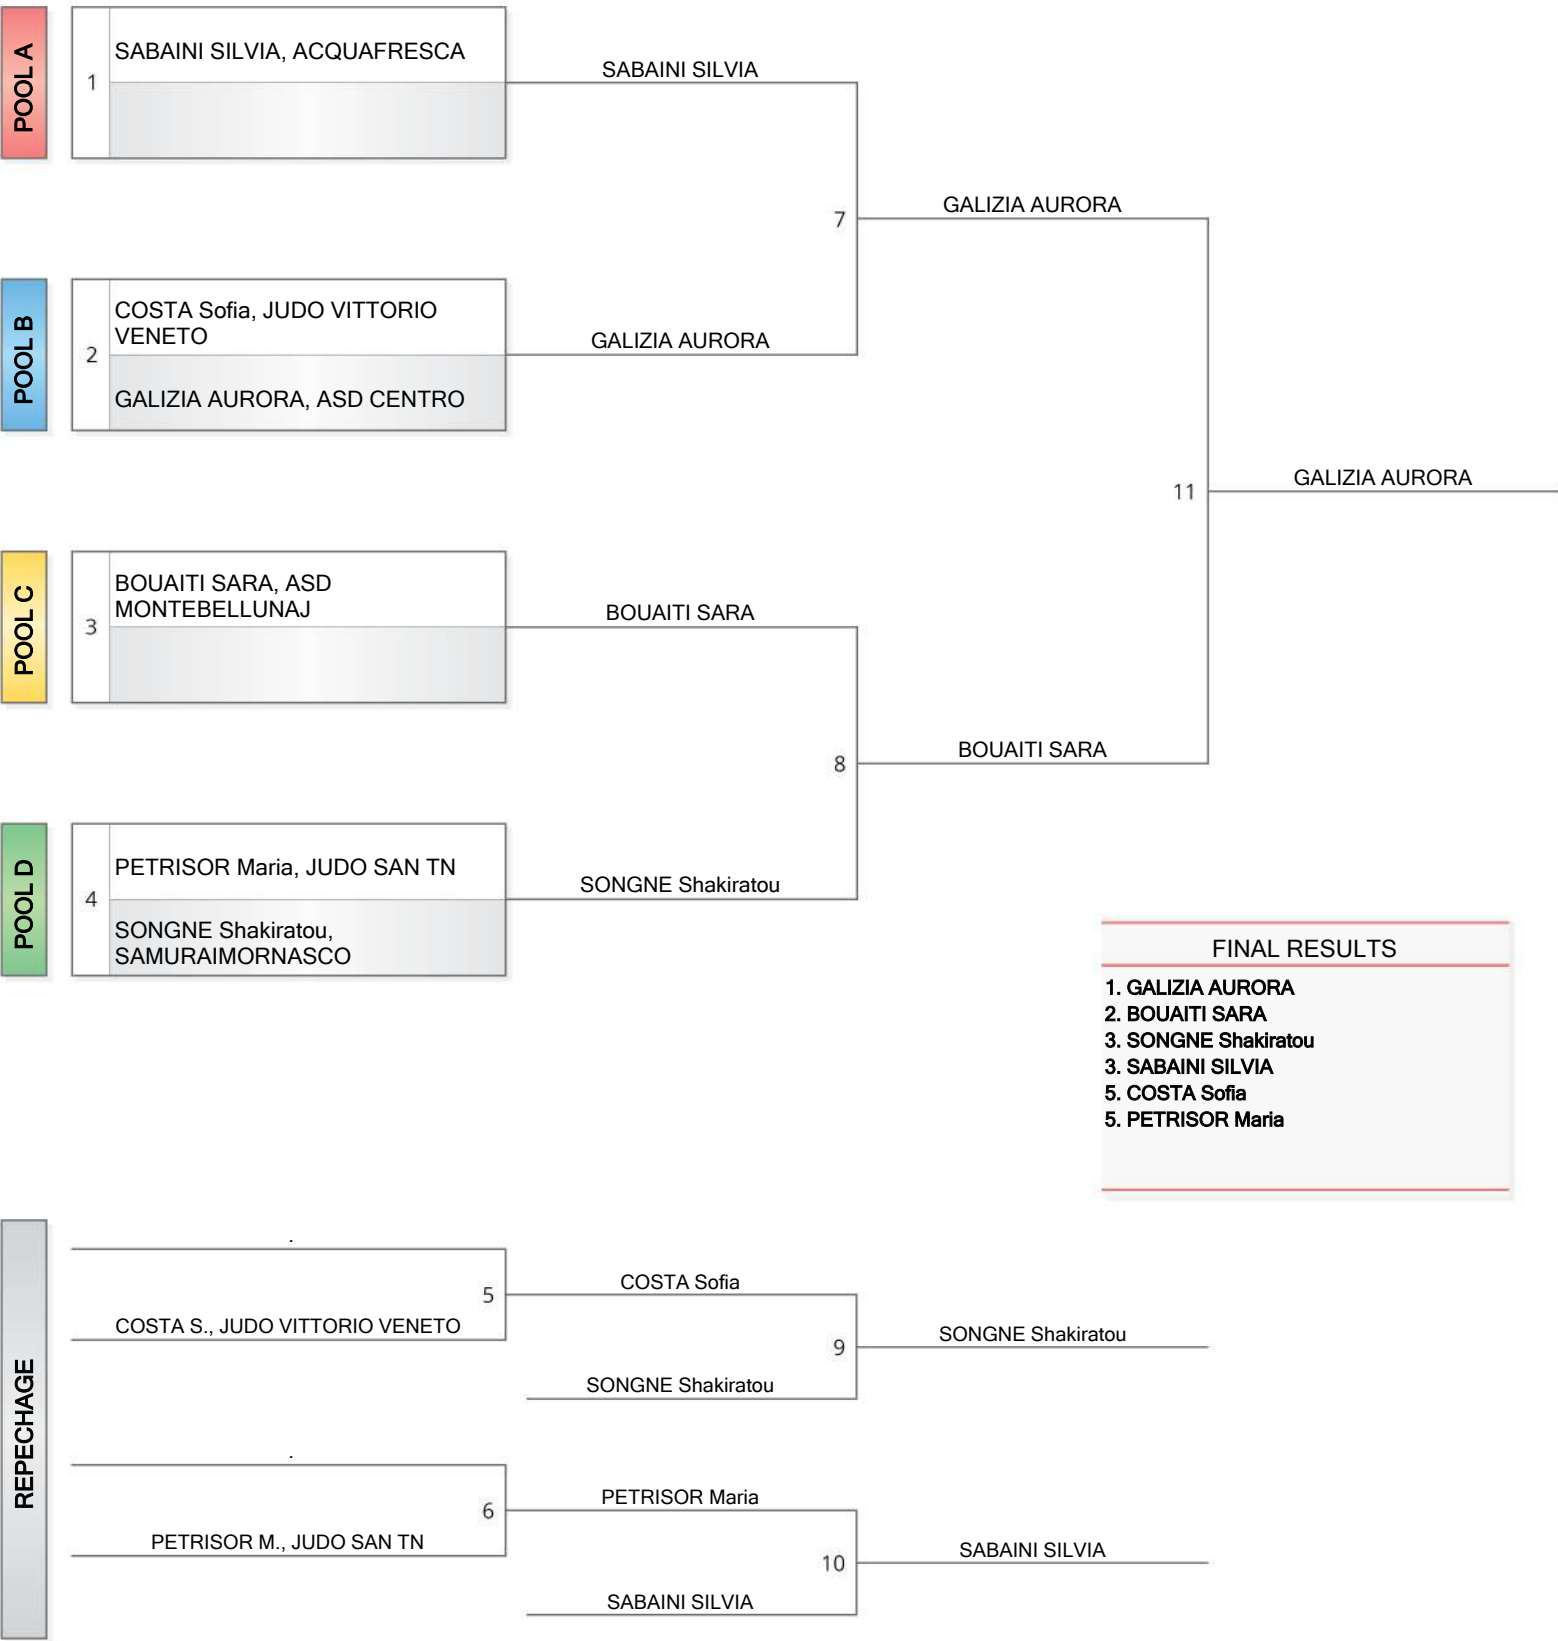 POOL A
1
SABAINI SILVIA, ACQUAFRESCA
SABAINI SILVIA
7
GALIZIA AURORA
POOL B
2
COSTA Sofia, JUDO VITTORIO
VENETO
GALIZIA AURORA, ASD CENTRO
GALIZIA AURORA
11
GALIZIA AURORA
POOL C
3
BOUAITI SARA, ASD
MONTEBELLUNAJ
BOUAITI SARA
8
BOUAITI SARA
POOL D
4
PETRISOR Maria, JUDO SAN TN
SONGNE Shakiratou,
SAMURAIMORNASCO
SONGNE Shakiratou
FINAL RESULTS
1. GALIZIA AURORA
2. BOUAITI SARA
3. SONGNE Shakiratou
3. SABAINI SILVIA
5. COSTA Sofia
5. PETRISOR Maria
REPECHAGE
.
5
COSTA S., JUDO VITTORIO VENETO
COSTA Sofia
9
SONGNE Shakiratou
SONGNE Shakiratou
.
6
PETRISOR M., JUDO SAN TN
PETRISOR Maria
10
SABAINI SILVIA
SABAINI SILVIA